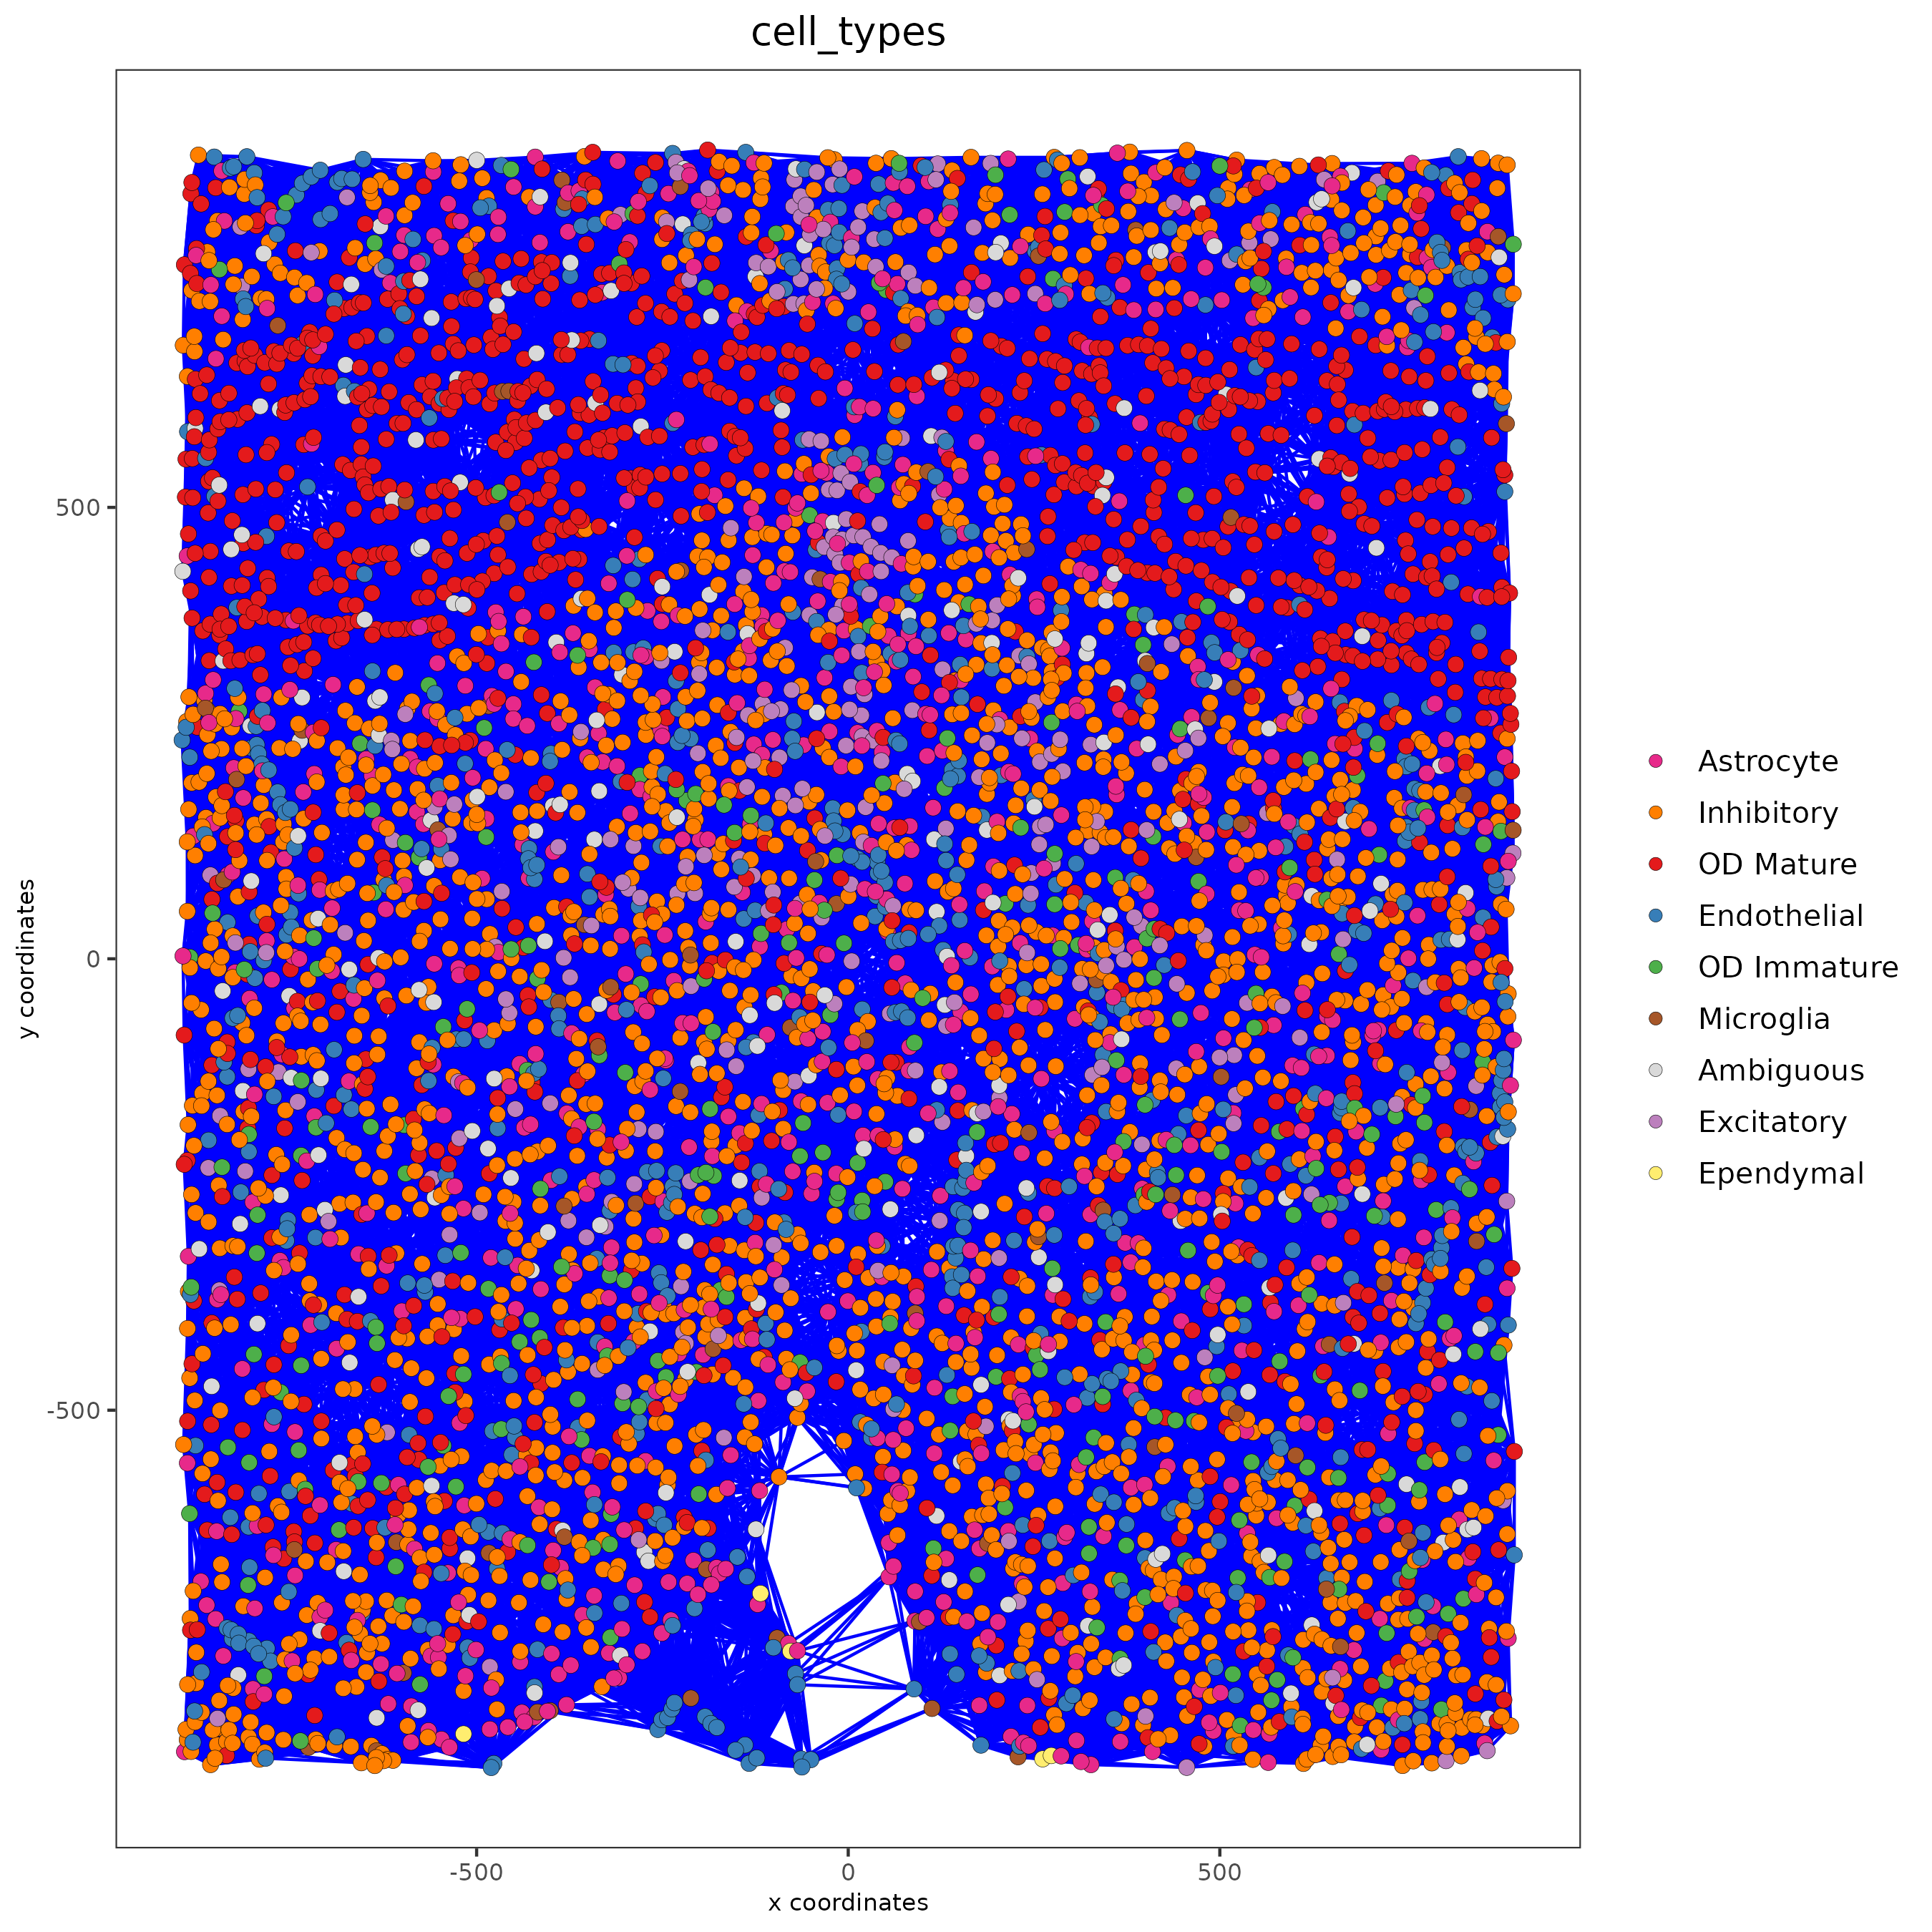 cell_types
y coordinates
500
0
-500
-500
0
500
x coordinates
Astrocyte
Inhibitory
OD Mature
Endothelial
OD Immature
Microglia
Ambiguous
Excitatory
Ependymal